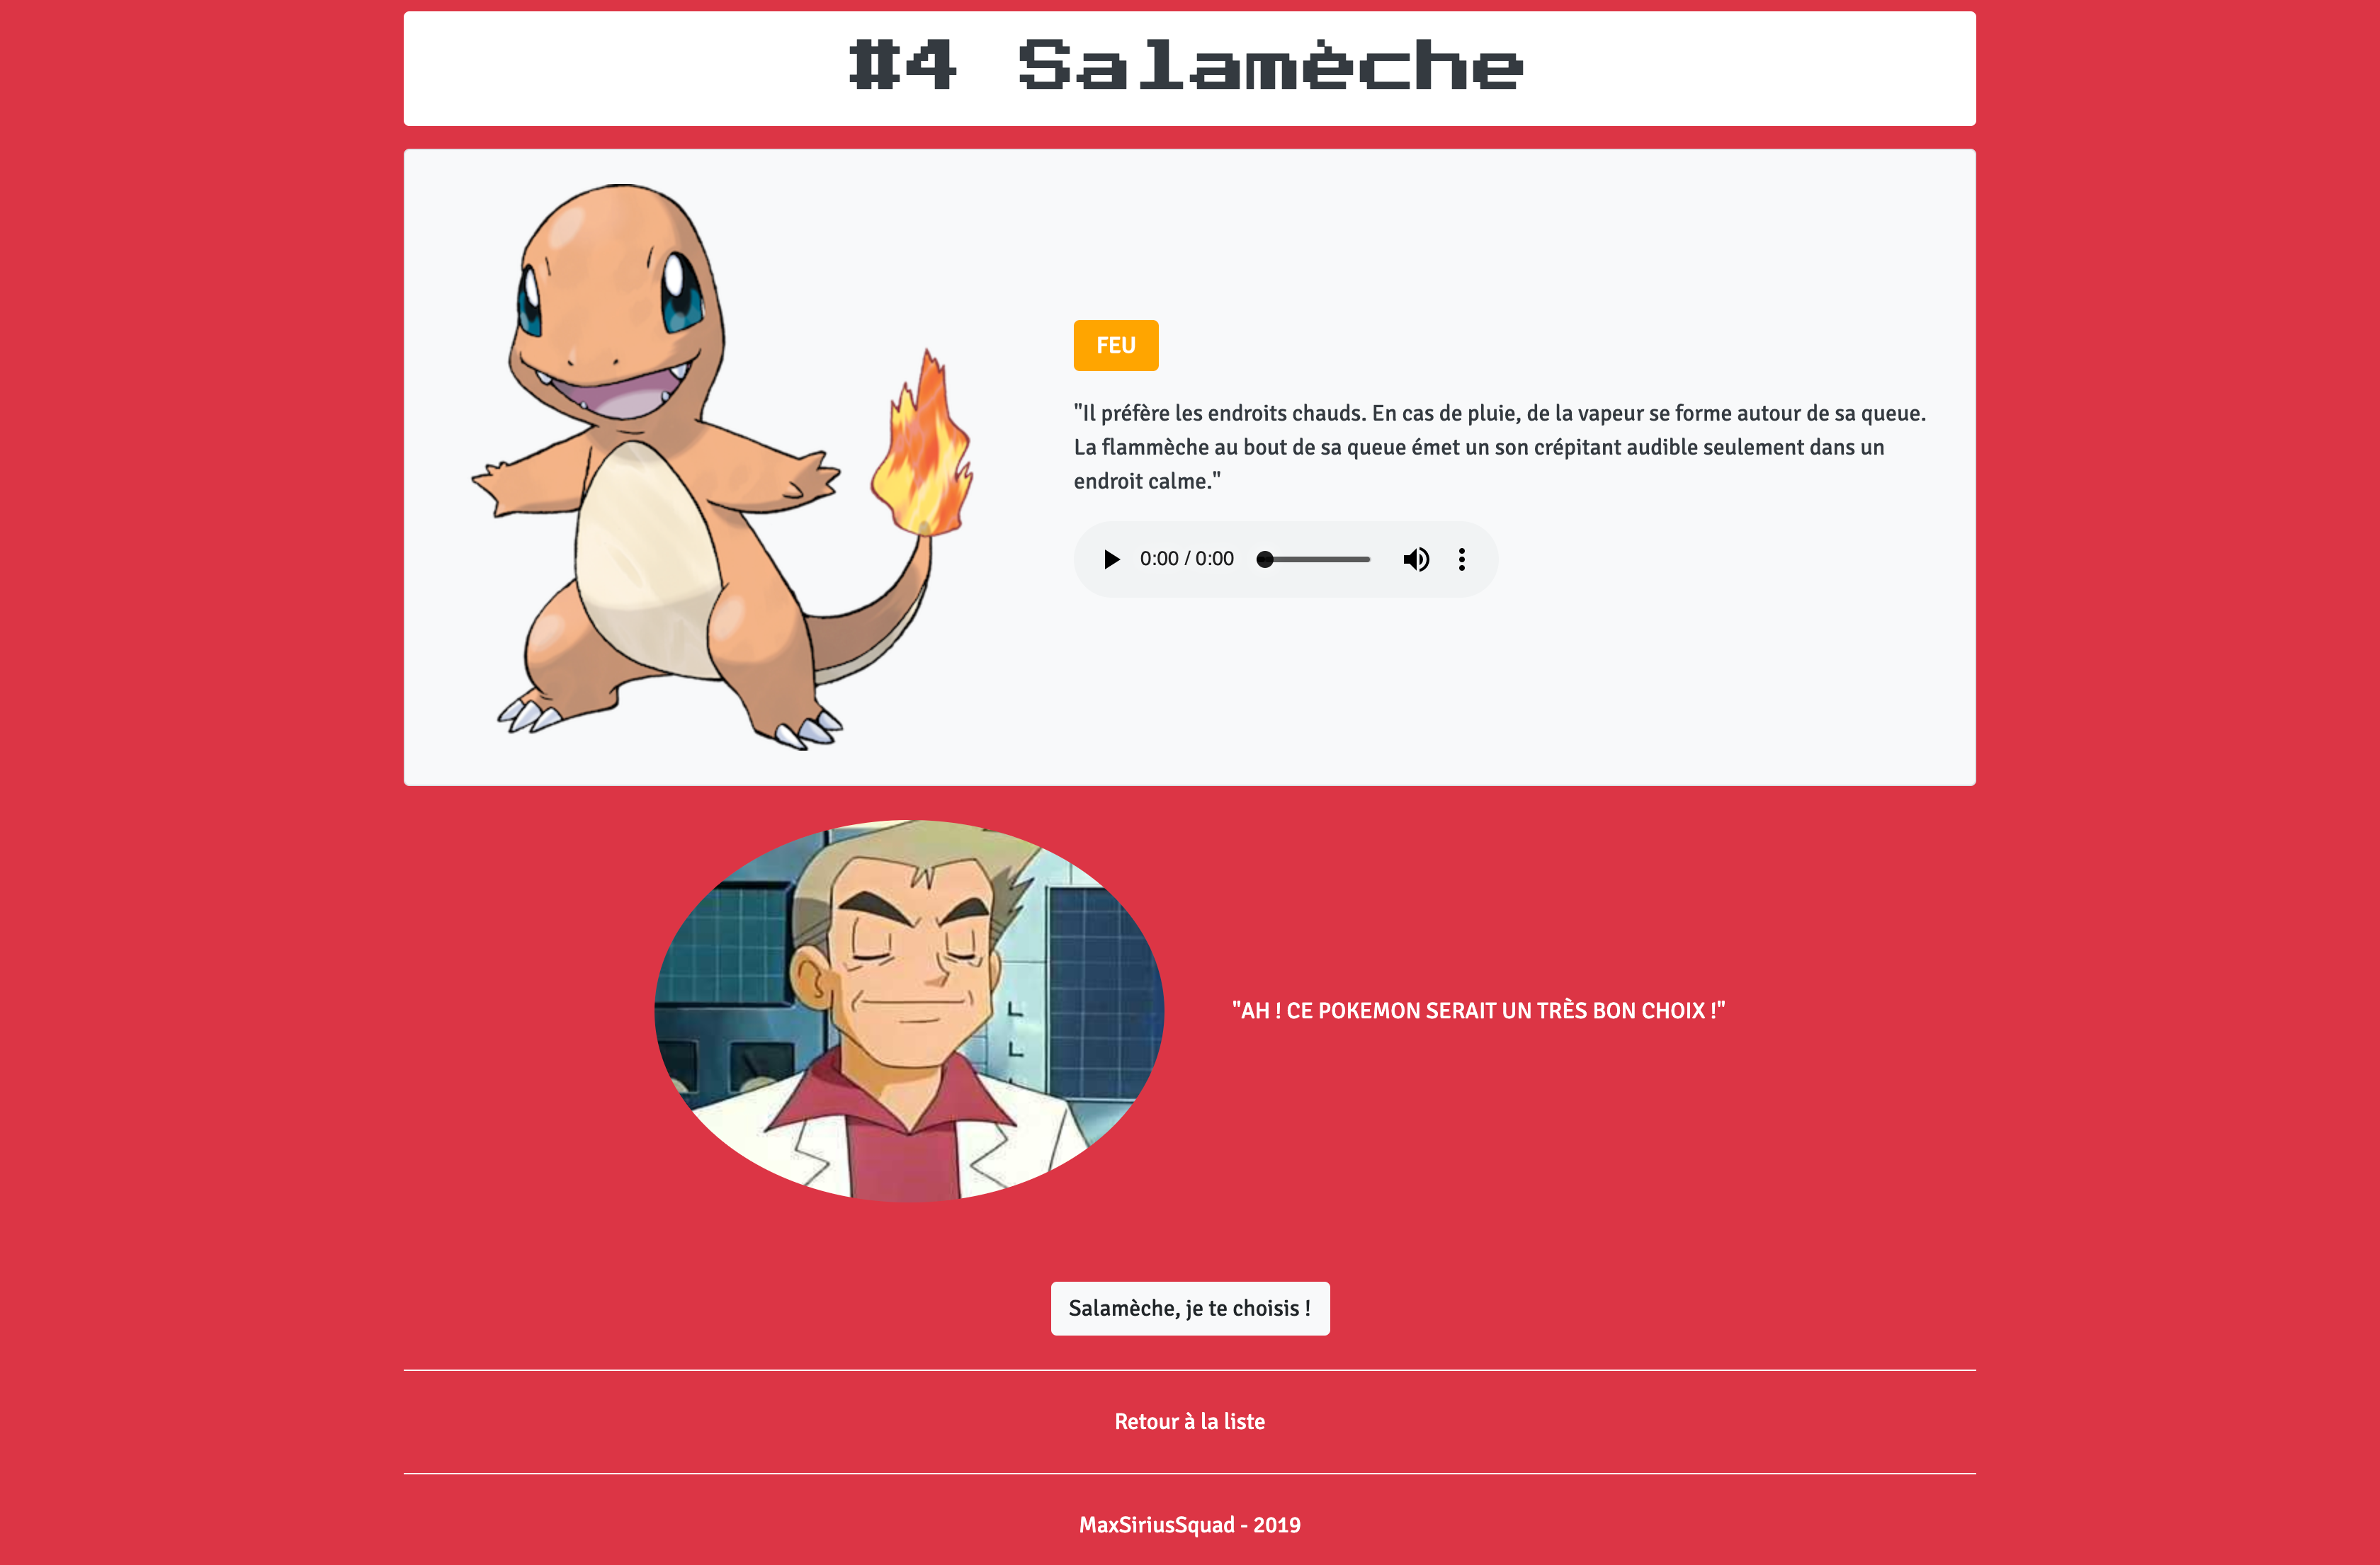 #4 Salamèche
FEU
"Il préfère les endroits chauds. En cas de pluie, de la vapeur se forme autour de sa queue.
La flammèche au bout de sa queue émet un son crépitant audible seulement dans un
endroit calme."
0:00 / 0:00
"AH ! CE POKEMON SERAIT UN TRÈS BON CHOIX !"
Salamèche, je te choisis !
Retour à la liste
MaxSiriusSquad - 2019